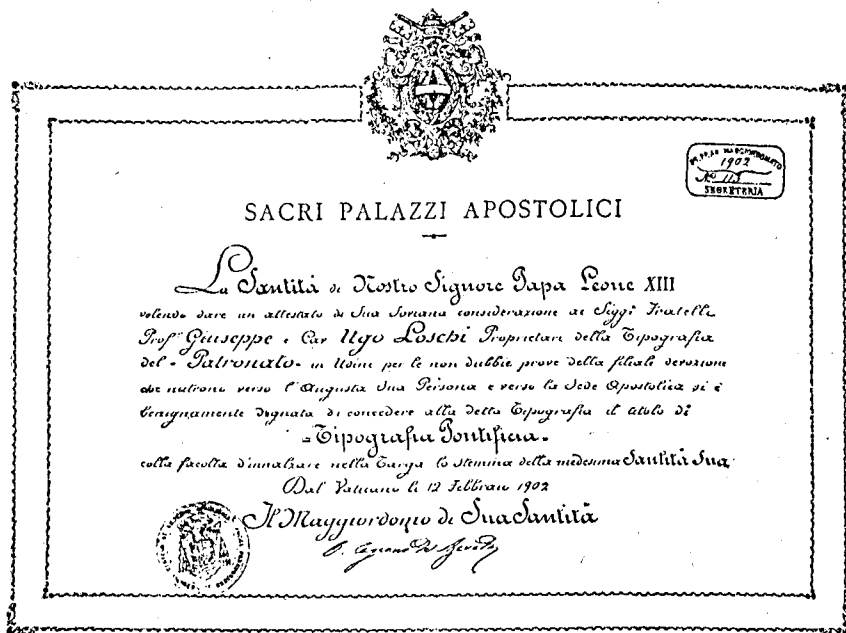 1902
No 113
SEGRETERIA
SACRI PALAZZI APOSTOLICI
La Santità di Nostro Signore Papa Leone XIII
volendo dare un attestato di Sua Sovrana considerazione ai Siggi Fratelli
Prof. Giuseppe e Cav Ugo Loschi Proprietari della Tipografia
del "Patronato" in Udine per le non dubbie prove della filiale devozione
che nutrono verso l'Augusta Sua Persona e verso la Sede Apostolica si è
benignamente degnata di concedere alla detta Tipografia il titolo di
"Tipografia Pontificia"
colla facoltà d'innalzare nella Targa lo stemma della medesima Santità Sua
Dal Vaticano li 12 Febbraio 1902
Il Maggiordomo di Sua Santità